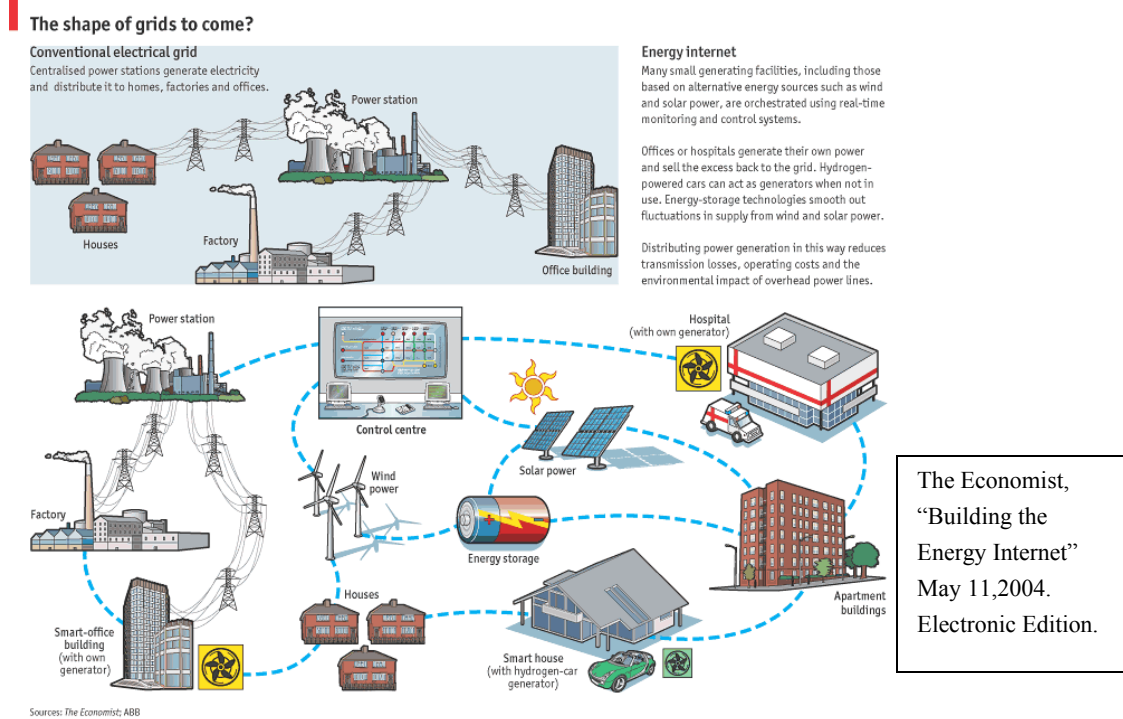 The shape of grids to come?
Conventional electrical grid
Centralised power stations generate electricity
and distribute it to homes, factories and offices.
Power station
Houses
Factory
Office building
Energy internet
Many small generating facilities, including those
based on alternative energy sources such as wind
and solar power, are orchestrated using real-time
monitoring and control systems.
Offices or hospitals generate their own power
and sell the excess back to the grid. Hydrogen-
powered cars can act as generators when not in
use. Energy-storage technologies smooth out
fluctuations in supply from wind and solar power.
Distributing power generation in this way reduces
transmission losses, operating costs and the
environmental impact of overhead power lines.
Power station
Control centre
Hospital
(with own generator)
Solar power
Wind
power
Factory
Energy storage
Houses
Apartment
buildings
Smart-office
building
(with own
generator)
Smart house
(with hydrogen-car
generator)
Sources: The Economist; ABB
The Economist,
“Building the
Energy Internet”
May 11,2004.
Electronic Edition.